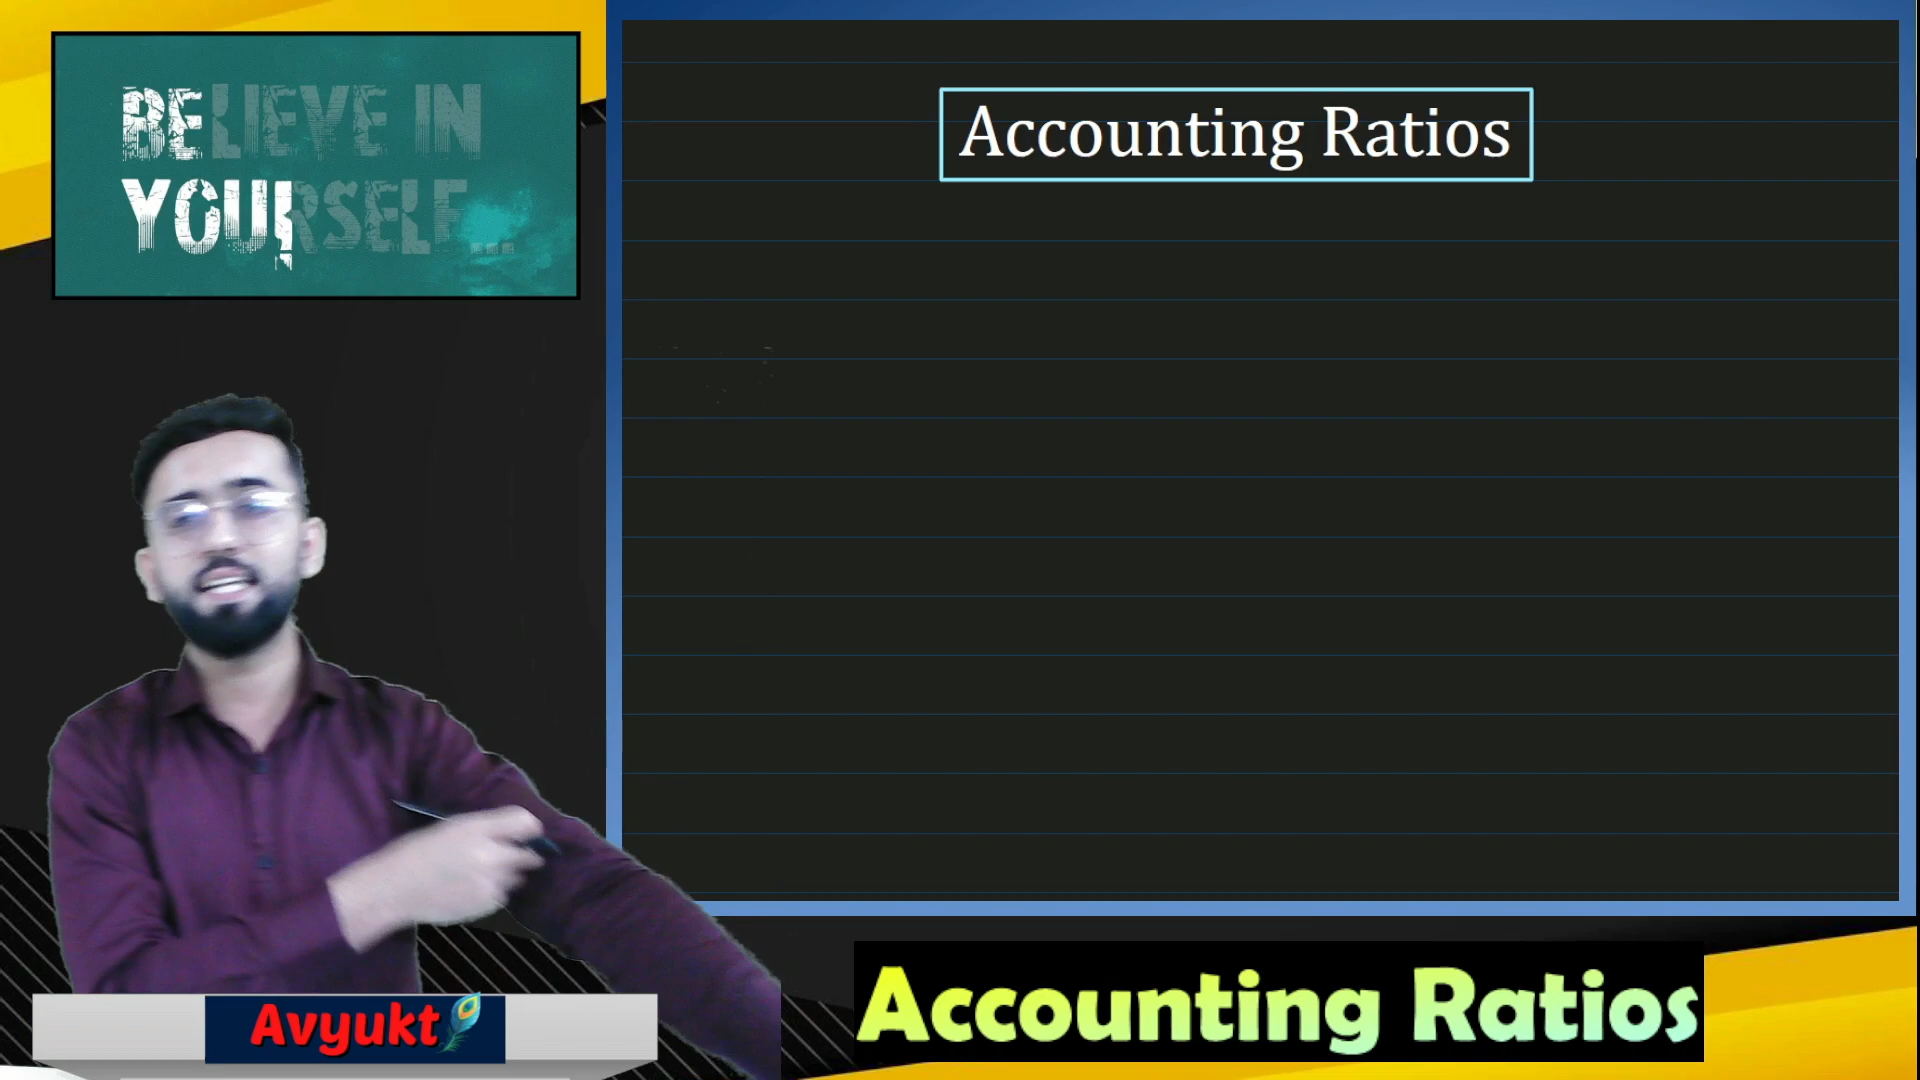 BELIEVE IN
YOURSELF...
Accounting Ratios
Avyukt
Accounting Ratios